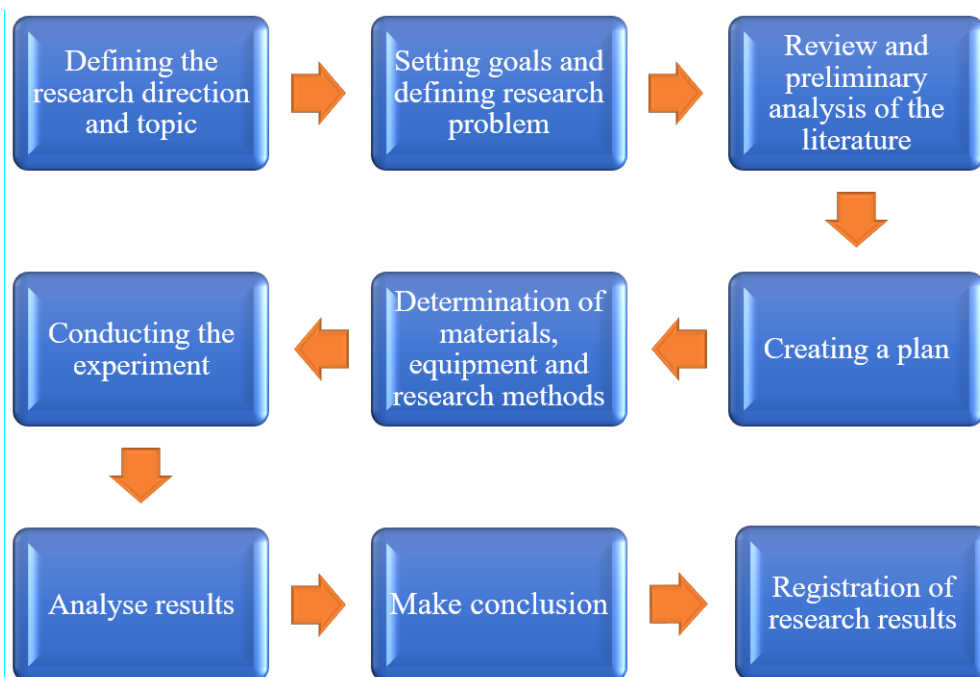 Defining the
research direction
and topic
Setting goals and
defining research
problem
Review and
preliminary
analysis of the
literature
Creating a plan
Determination of
materials,
equipment and
research methods
Conducting the
experiment
Analyse results
Make conclusion
Registration of
research results